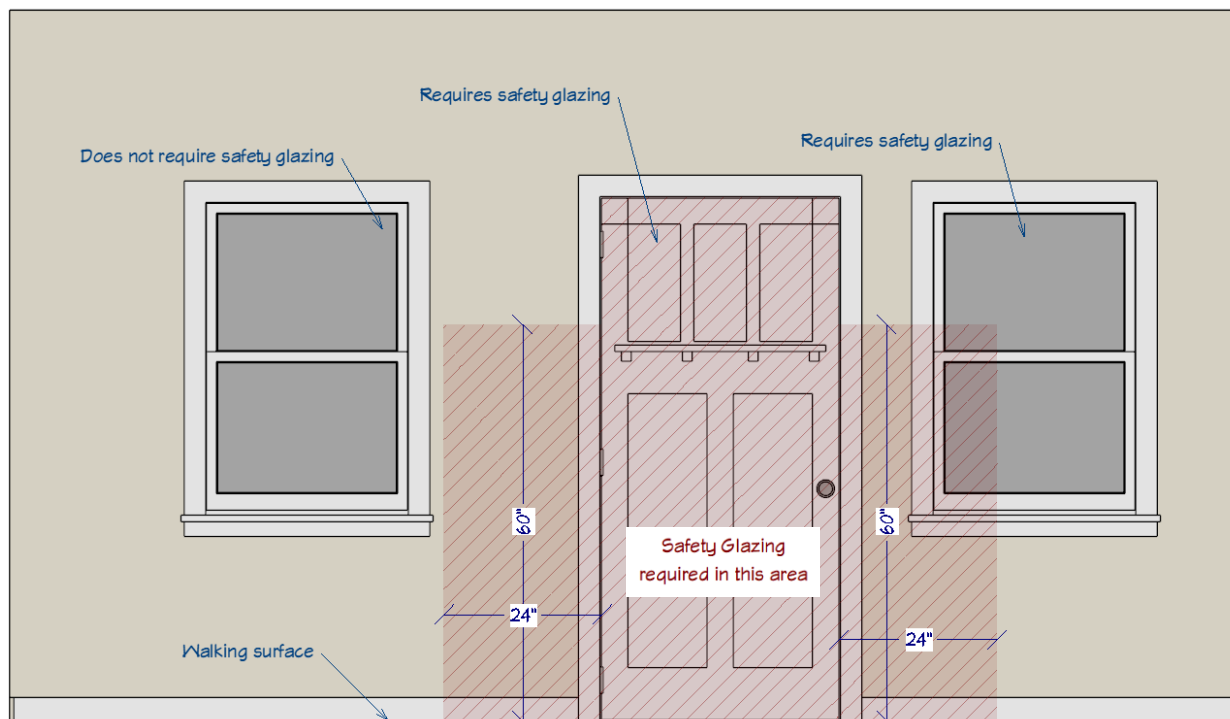 Requires safety glazing
Requires safety glazing
Does not require safety glazing
60"
60"
Safety Glazing
required in this area
24"
24"
Walking surface